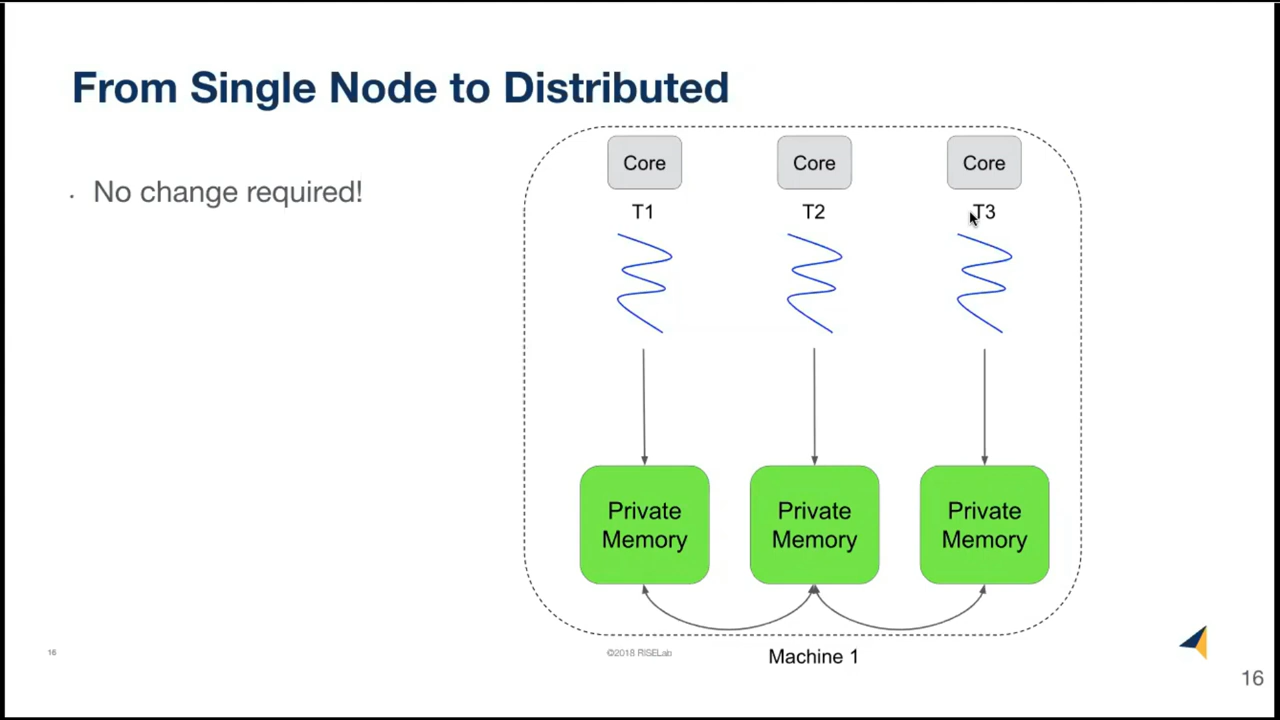 From Single Node to Distributed
· No change required!
Core Core Core
T1 T2 T3
Private Memory
Private Memory
Private Memory
Machine 1
16
©2018 RISELab
16